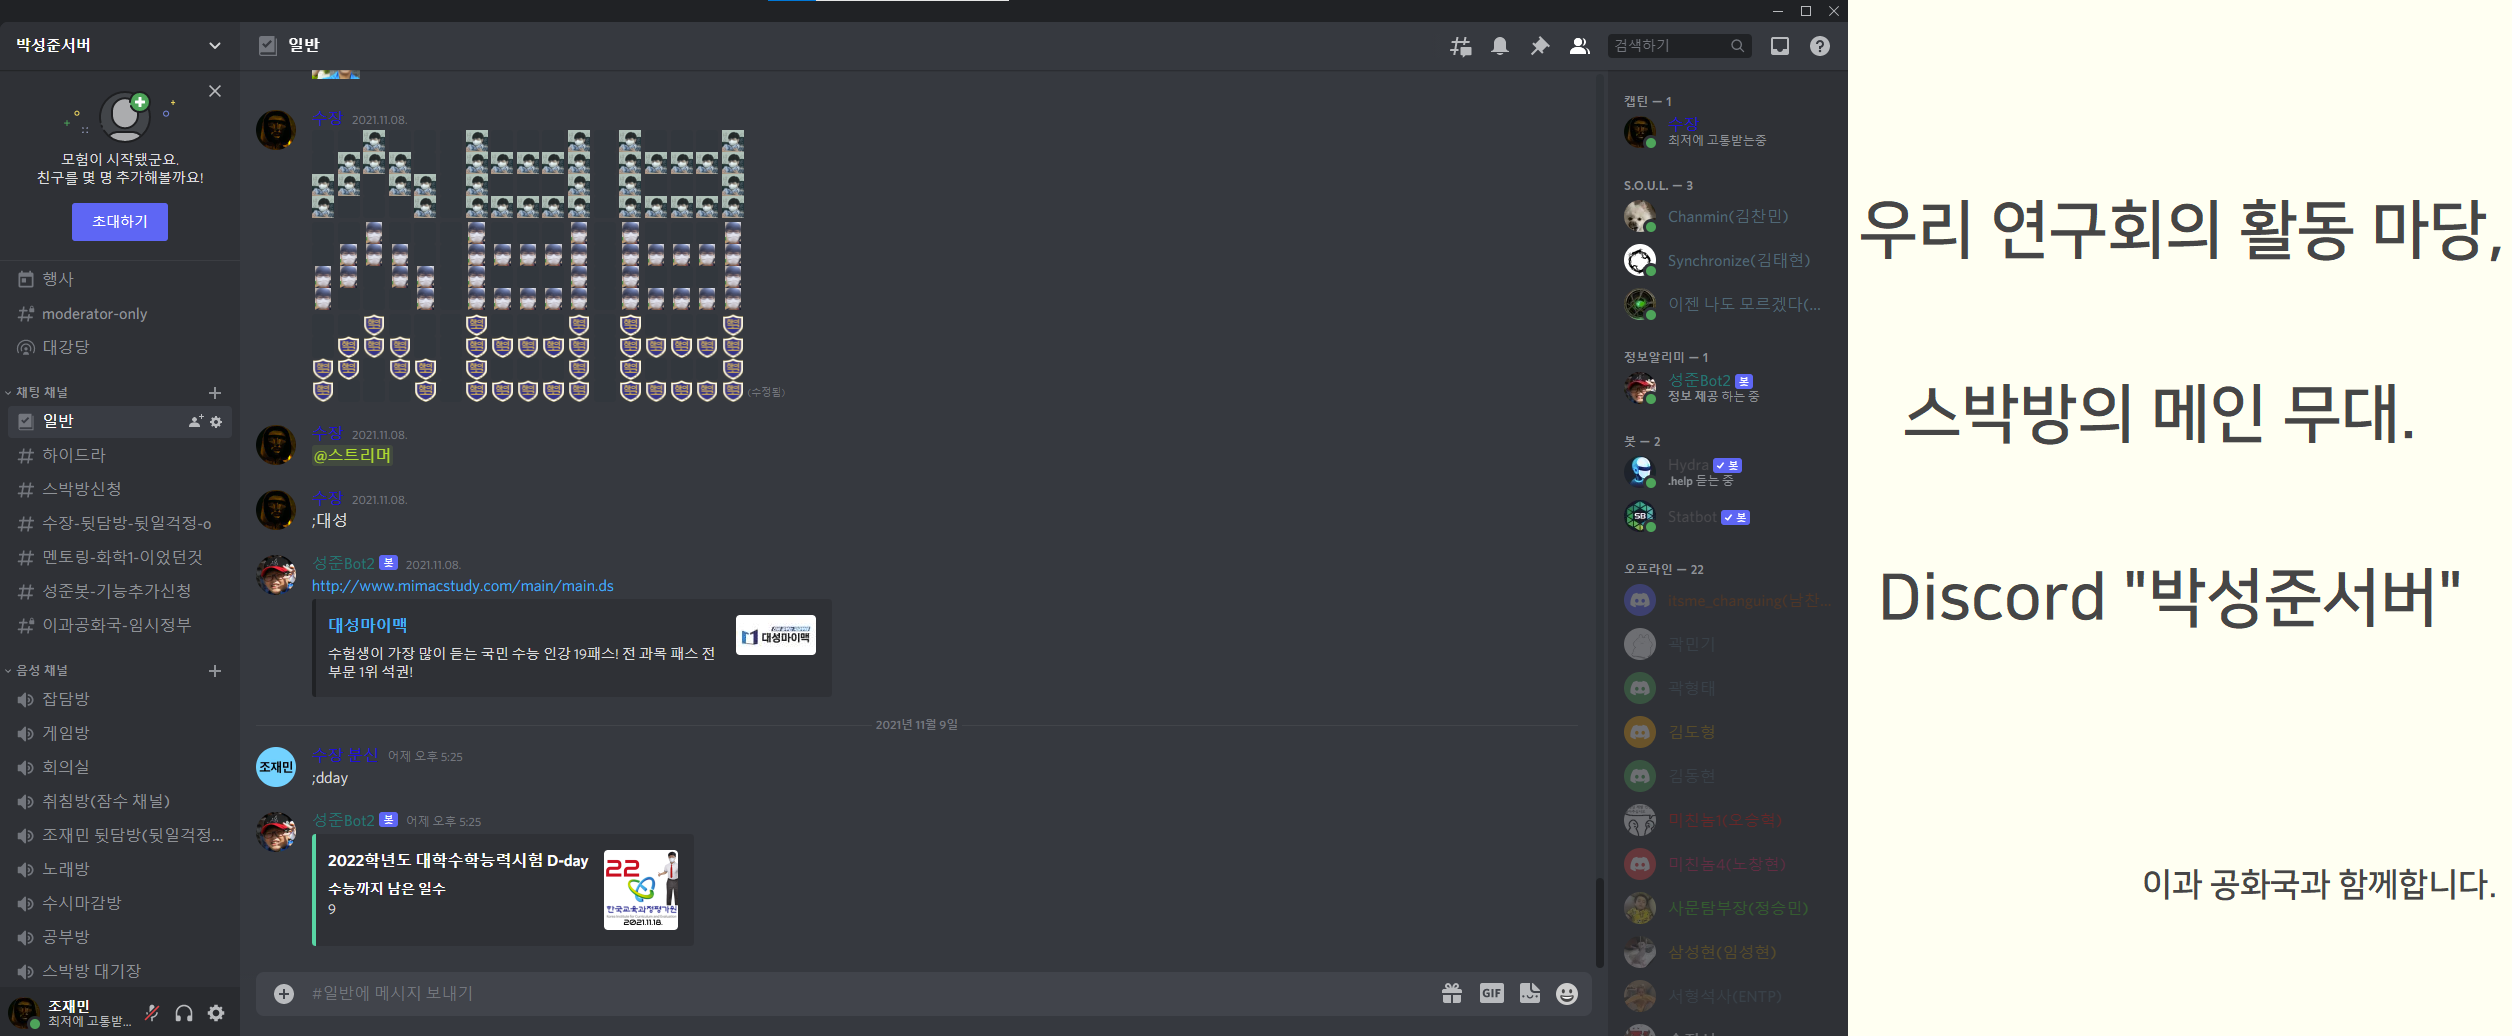 박성준서버
모험이 시작됐군요.
친구를 몇 명 추가해볼까요!
초대하기
행사
moderator-only
대강당
채팅 채널
일반
하이드라
스박방신청
수장-뒷담방-뒷일걱정-o
멘토링-화학1-이었던것
성준봇-기능추가신청
이과공화국-임시정부
음성 채널
잡담방
게임방
회의실
취침방(잠수 채널)
조재민 뒷담방(뒷일걱정...
노래방
수시마감방
공부방
스박방 대기장
조재민
최저에 고통받...
일반
검색하기
수장 2021.11.08.
(수정됨)
수장 2021.11.08.
@스트리머
수장 2021.11.08.
;대성
성준Bot2 봇 2021.11.08.
http://www.mimacstudy.com/main/main.ds
대성마이맥
수험생이 가장 많이 듣는 국민 수능 인강 19패스! 전 과목 패스 전
부문 1위 석권!
대성마이맥
2021년 11월 9일
조재민
수장 분신 어제 오후 5:25
;dday
성준Bot2 봇 어제 오후 5:25
2022학년도 대학수학능력시험 D-day
수능까지 남은 일수
9
22
한국교육과정평가원
2021.11.18.
#일반에 메시지 보내기
GIF
캡틴 — 1
수장
최저에 고통받는중
S.O.U.L. — 3
Chanmin(김찬민)
Synchronize(김태현)
이젠 나도 모르겠다(...
정보알리미 — 1
성준Bot2 봇
정보 제공 하는 중
봇 — 2
Hydra 봇
.help 듣는 중
SB
Statbot 봇
오프라인 — 22
Itsme_changuing(남진...
곽민기
곽형태
김도형
김동현
미친놈1(오승혁)
미친놈4(노창현)
사문탐부장(정승민)
삼성현(임성현)
서형석사(ENTP)
우리 연구회의 활동 마당,
스박방의 메인 무대.
Discord "박성준서버"
이과 공화국과 함께합니다.